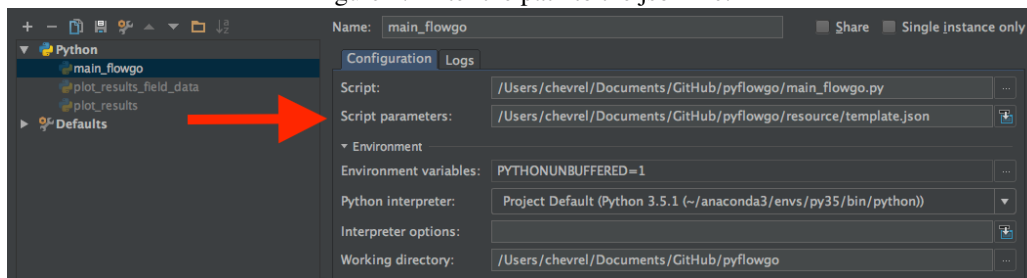 Name: main_flowgo Share Single instance only
Python
main_flowgo
plot_results_field_data
plot_results
Defaults
Configuration Logs
Script: /Users/chevrel/Documents/GitHub/pyflowgo/main_flowgo.py ...
Script parameters: /Users/chevrel/Documents/GitHub/pyflowgo/resource/template.json
Environment
Environment variables: PYTHONUNBUFFERED=1 ...
Python interpreter: Project Default (Python 3.5.1 (~/anaconda3/envs/py35/bin/python))
Interpreter options:
Working directory: /Users/chevrel/Documents/GitHub/pyflowgo ...